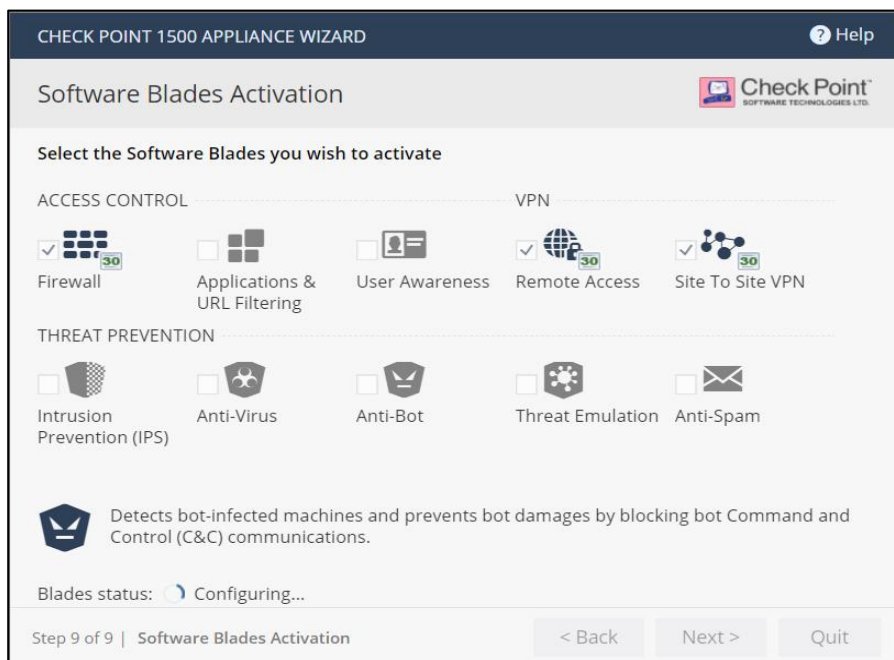 CHECK POINT 1500 APPLIANCE WIZARD
? Help
Software Blades Activation
Check Point™
SOFTWARE TECHNOLOGIES LTD.
Select the Software Blades you wish to activate
ACCESS CONTROL
VPN
30
30
30
Firewall
Applications &
URL Filtering
User Awareness
Remote Access
Site To Site VPN
THREAT PREVENTION
Intrusion
Prevention (IPS)
Anti-Virus
Anti-Bot
Threat Emulation
Anti-Spam
Detects bot-infected machines and prevents bot damages by blocking bot Command and
Control (C&C) communications.
Blades status: Configuring...
Step 9 of 9 | Software Blades Activation
< Back
Next >
Quit